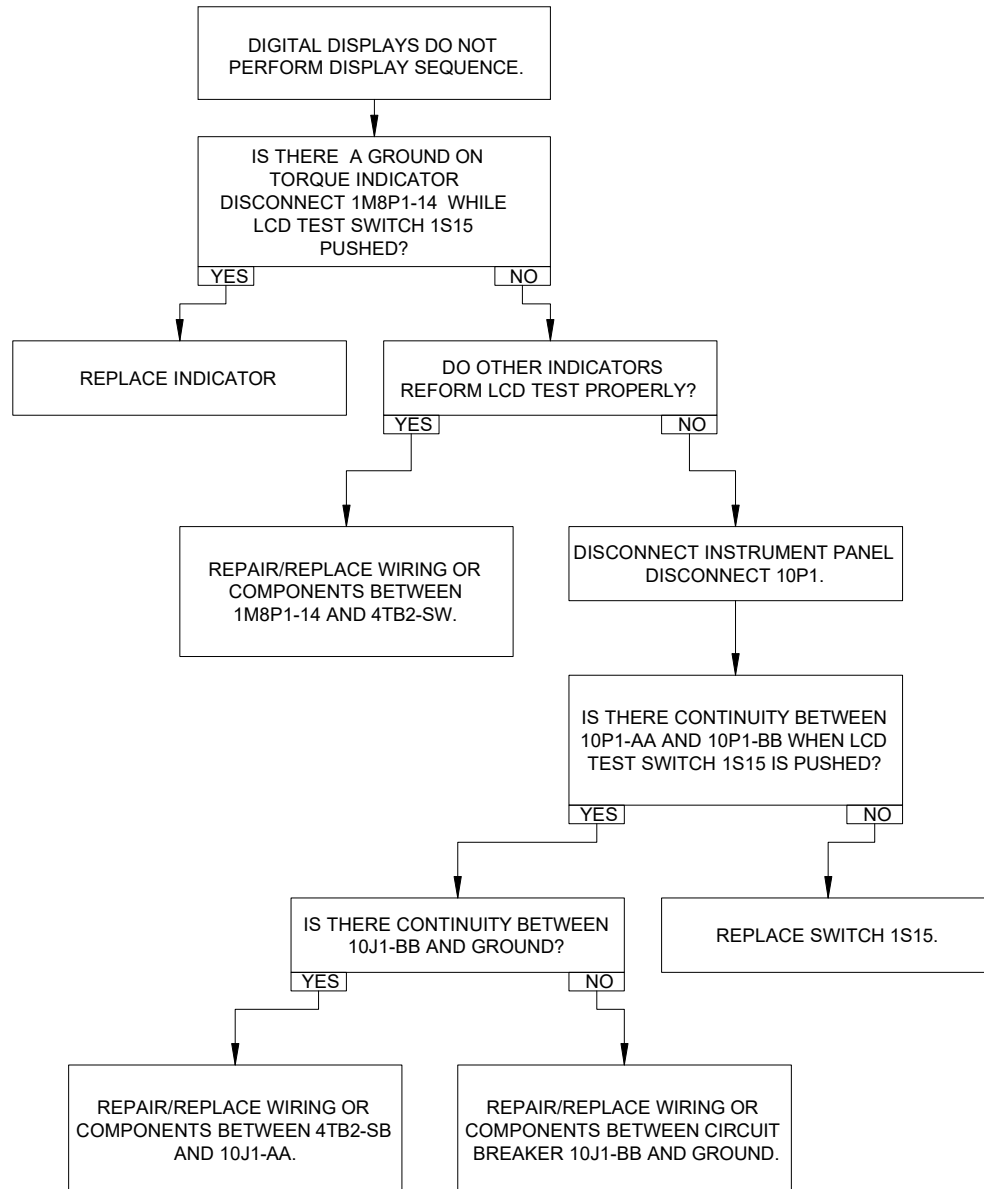 DIGITAL DISPLAYS DO NOT
PERFORM DISPLAY SEQUENCE.
IS THERE A GROUND ON
TORQUE INDICATOR
DISCONNECT 1M8P1-14 WHILE
LCD TEST SWITCH 1S15
PUSHED?
YES
NO
REPLACE INDICATOR
DO OTHER INDICATORS
REFORM LCD TEST PROPERLY?
YES
NO
REPAIR/REPLACE WIRING OR
COMPONENTS BETWEEN
1M8P1-14 AND 4TB2-SW.
DISCONNECT INSTRUMENT PANEL
DISCONNECT 10P1.
IS THERE CONTINUITY BETWEEN
10P1-AA AND 10P1-BB WHEN LCD
TEST SWITCH 1S15 IS PUSHED?
YES
NO
IS THERE CONTINUITY BETWEEN
10J1-BB AND GROUND?
YES
NO
REPLACE SWITCH 1S15.
REPAIR/REPLACE WIRING OR
COMPONENTS BETWEEN 4TB2-SB
AND 10J1-AA.
REPAIR/REPLACE WIRING OR
COMPONENTS BETWEEN CIRCUIT
BREAKER 10J1-BB AND GROUND.